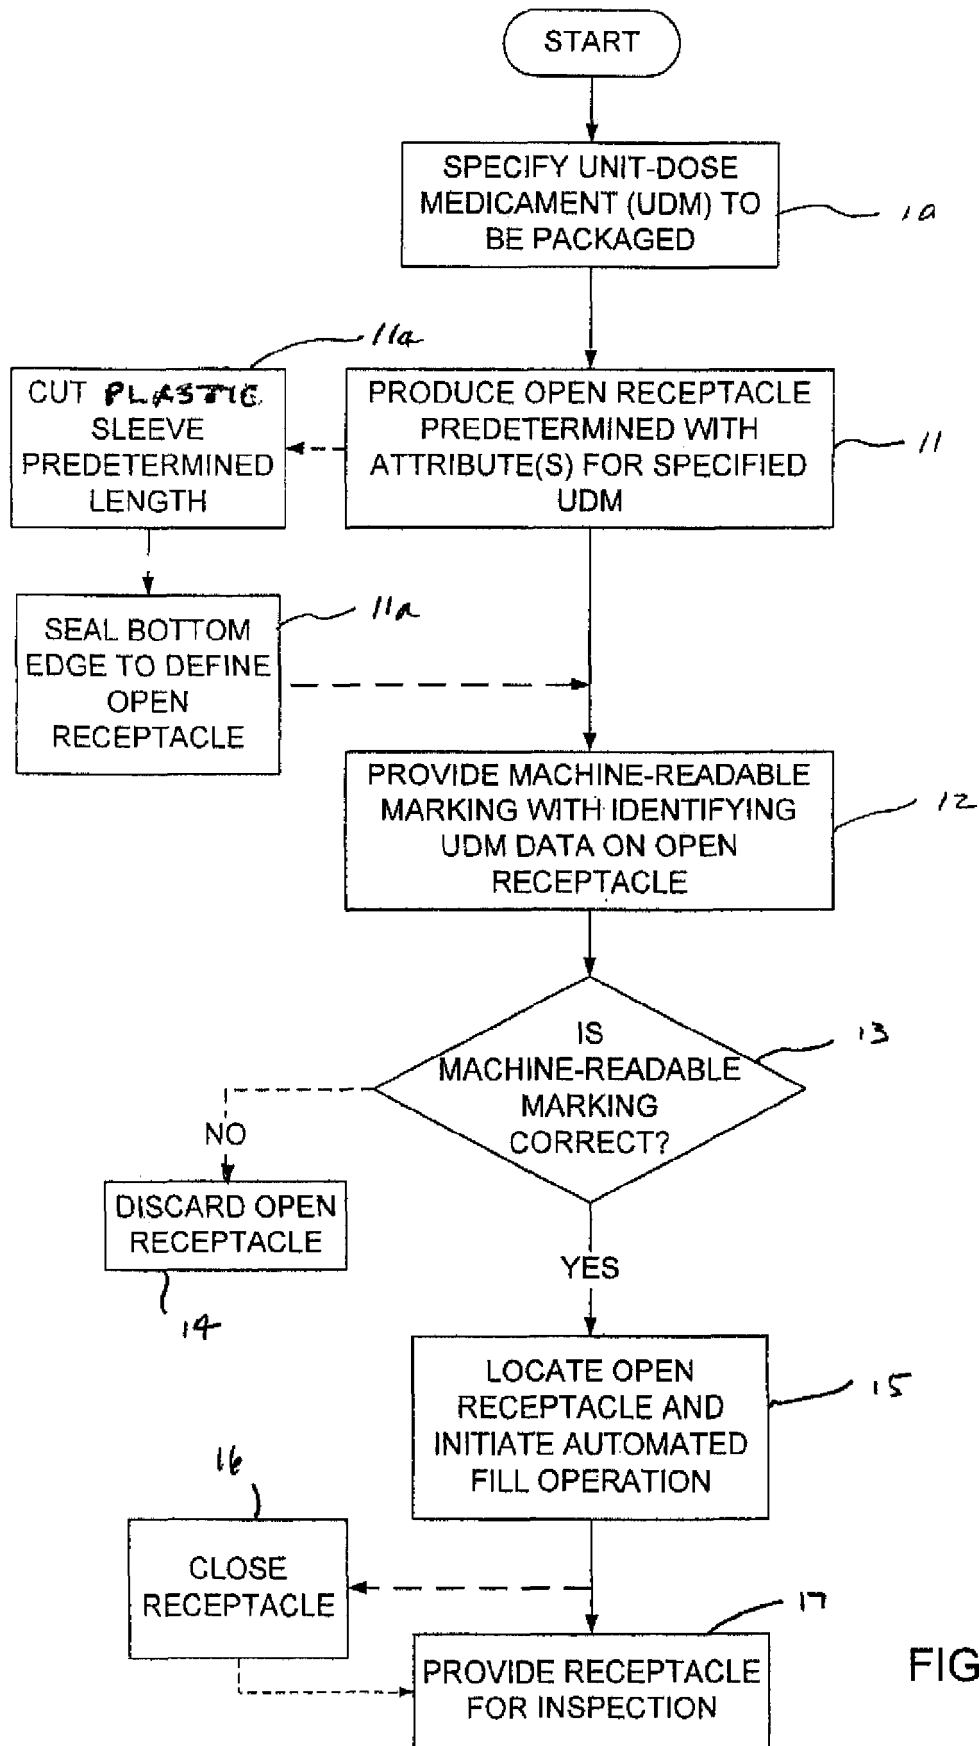 START
SPECIFY UNIT-DOSE
MEDICAMENT (UDM) TO
BE PACKAGED
10
11a
CUT PLASTIC
SLEEVE
PREDETERMINED
LENGTH
PRODUCE OPEN RECEPTACLE
PREDETERMINED WITH
ATTRIBUTE(S) FOR SPECIFIED
UDM
11
11a
SEAL BOTTOM
EDGE TO DEFINE
OPEN
RECEPTACLE
PROVIDE MACHINE-READABLE
MARKING WITH IDENTIFYING
UDM DATA ON OPEN
RECEPTACLE
12
IS
MACHINE-READABLE
MARKING
CORRECT?
13
NO
DISCARD OPEN
RECEPTACLE
14
YES
LOCATE OPEN
RECEPTACLE AND
INITIATE AUTOMATED
FILL OPERATION
15
16
CLOSE
RECEPTACLE
17
PROVIDE RECEPTACLE
FOR INSPECTION
FIG